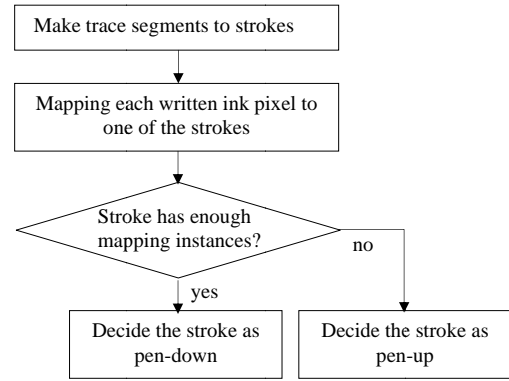 Make trace segments to strokes
Mapping each written ink pixel to
one of the strokes
Stroke has enough
mapping instances?
no
yes
Decide the stroke as
pen-down
Decide the stroke as
pen-up